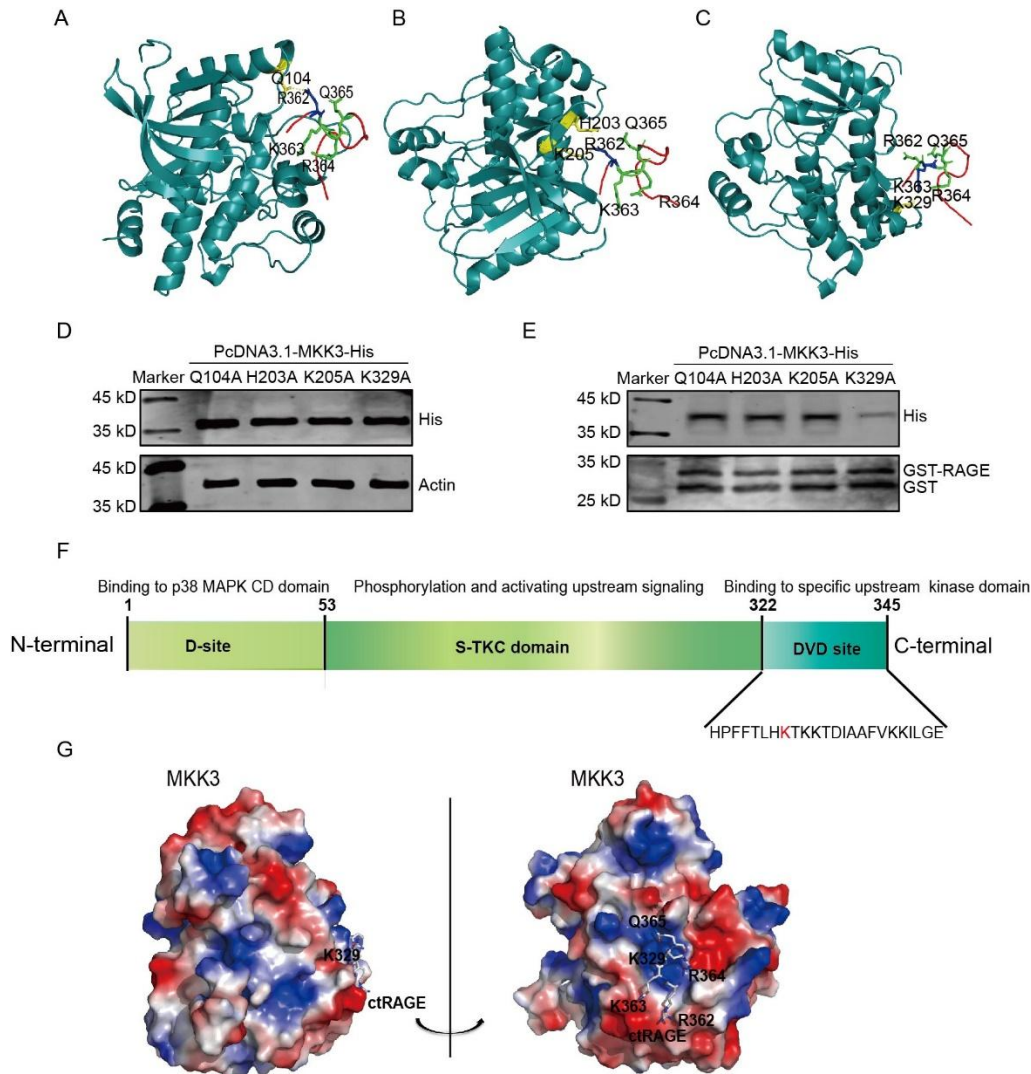 A
B
C
Q104
R362
Q365
K363
R364
H203 Q365
R362
K205
K363
R364
R362 Q365
K363
K329
R364
D
PcDNA3.1-MKK3-His
Marker Q104A H203A K205A K329A
45 kD
His
35 kD
45 kD
Actin
35 kD
E
PcDNA3.1-MKK3-His
Marker Q104A H203A K205A K329A
45 kD
His
35 kD
35 kD
GST-RAGE
GST
25 kD
F
Binding to p38 MAPK CD domain Phosphorylation and activating upstream signaling Binding to specific upstream kinase domain
1 53 322 345
N-terminal D-site S-TKC domain DVD site C-terminal
HPFFTLHKTKKTDIAAFVKKILGE
G
MKK3
K329
ctRAGE
MKK3
Q365
K329
R364
K363
R362
ctRAGE